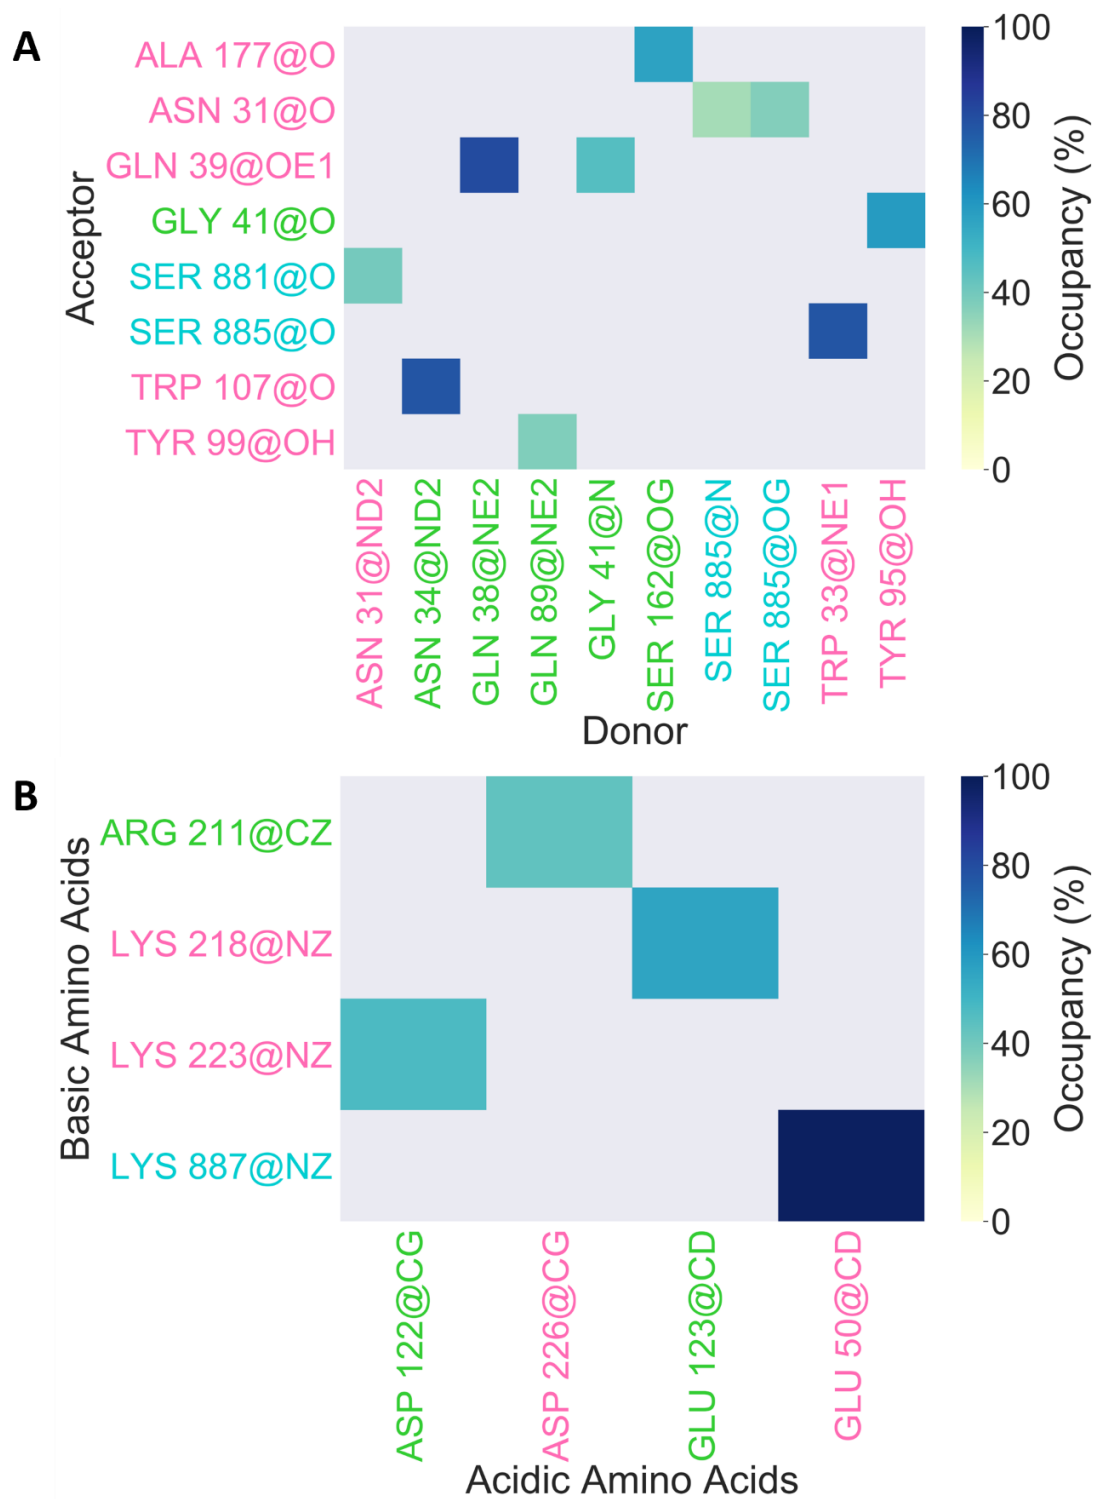 A
Acceptor
ALA 177@O
ASN 31@O
GLN 39@OE1
GLY 41@O
SER 881@O
SER 885@O
TRP 107@O
TYR 99@OH
ASN 31@ND2
ASN 34@ND2
GLN 38@NE2
GLN 89@NE2
GLY 41@N
SER 162@OG
SER 885@N
SER 885@OG
TRP 33@NE1
TYR 95@OH
Donor
100
80
60
40
20
0
Occupancy (%)
B
Basic Amino Acids
ARG 211@CZ
LYS 218@NZ
LYS 223@NZ
LYS 887@NZ
ASP 122@CG
ASP 226@CG
GLU 123@CD
GLU 50@CD
Acidic Amino Acids
100
80
60
40
20
0
Occupancy (%)